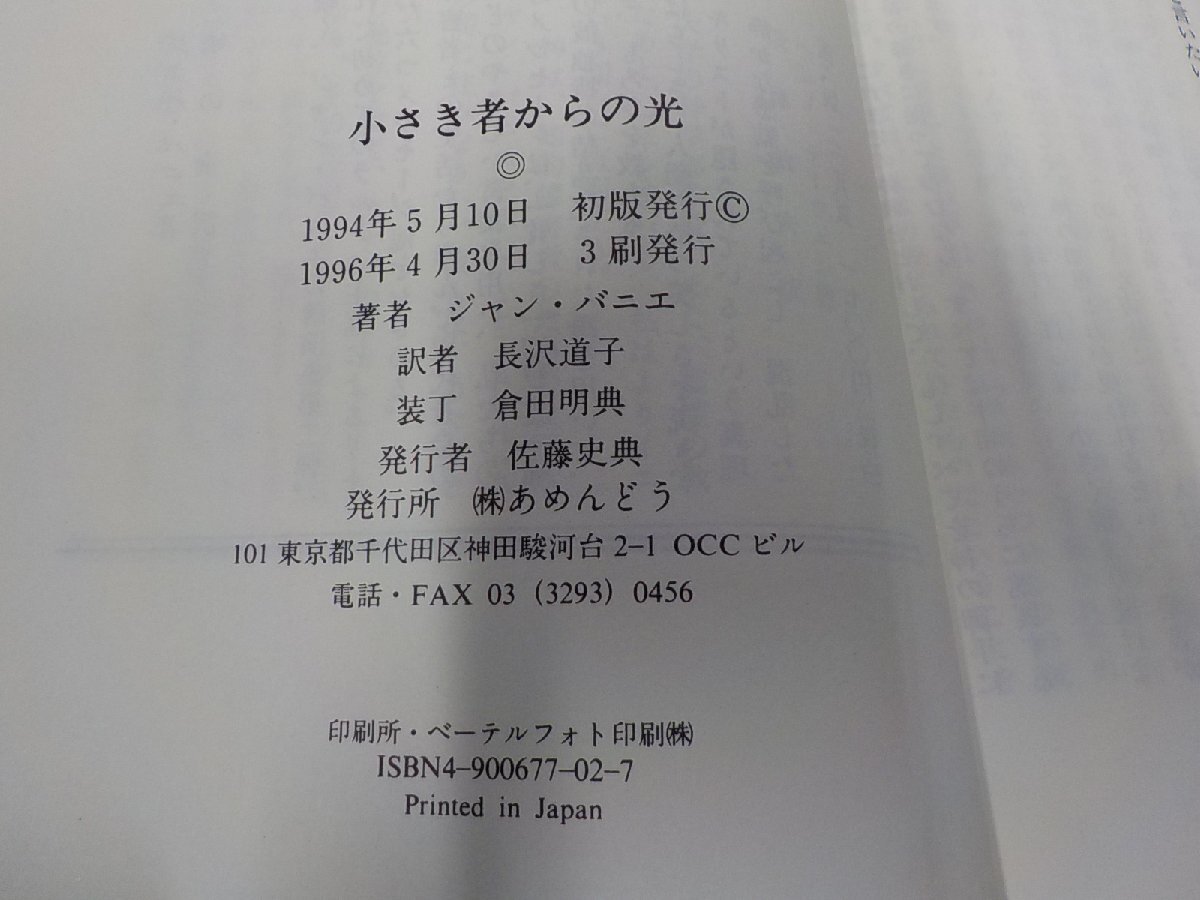 小さき者からの光
◎
1994年5月10日 初版発行©
1996年4月30日 3刷発行
著者 ジャン・バニエ
訳者 長沢道子
装丁 倉田明典
発行者 佐藤史典
発行所 ㈱あめんどう
101 東京都千代田区神田駿河台2-1 OCCビル
電話・FAX 03 (3293) 0456
印刷所・ベーテルフォト印刷㈱
ISBN4-900677-02-7
Printed in Japan